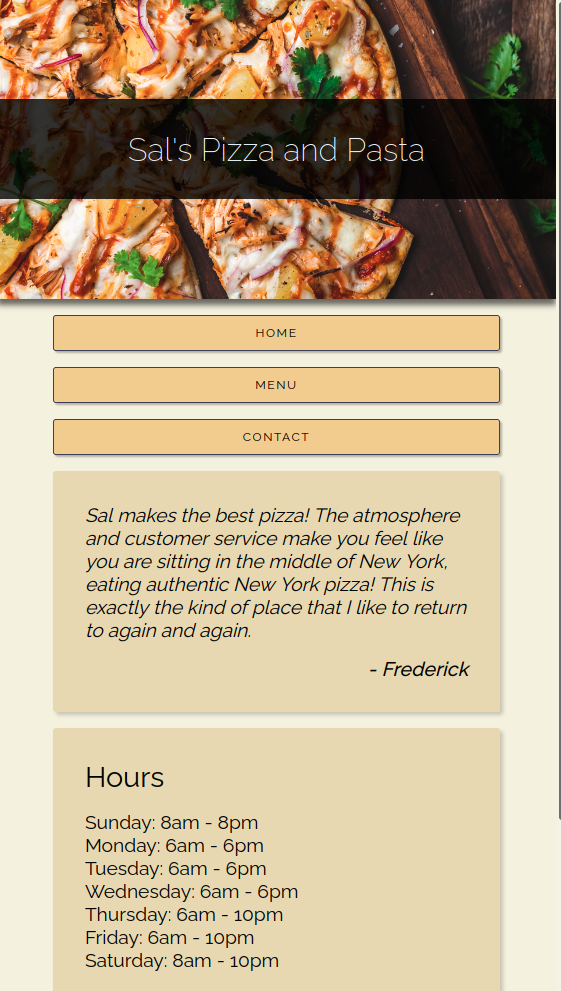 Sal's Pizza and Pasta
HOME
MENU
CONTACT
Sal makes the best pizza! The atmosphere
and customer service make you feel like
you are sitting in the middle of New York,
eating authentic New York pizza! This is
exactly the kind of place that I like to return
to again and again.
- Frederick
Hours
Sunday: 8am - 8pm
Monday: 6am - 6pm
Tuesday: 6am - 6pm
Wednesday: 6am - 6pm
Thursday: 6am - 10pm
Friday: 6am - 10pm
Saturday: 8am - 10pm